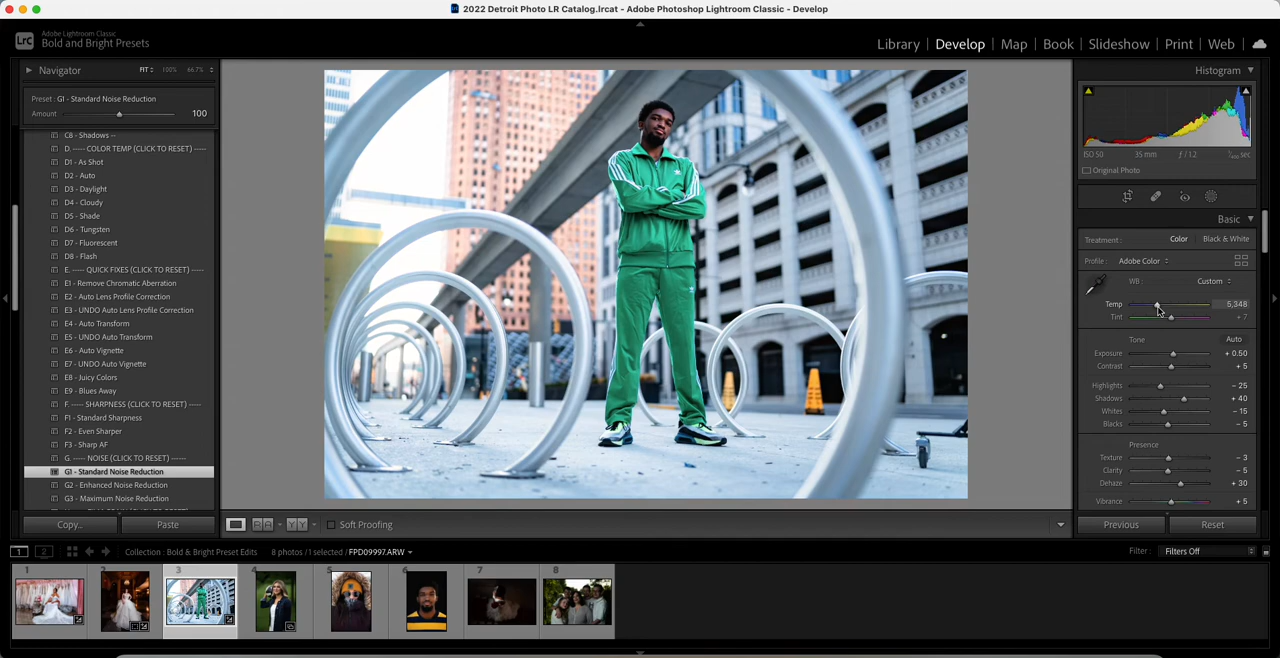 2022 Detroit Photo LR Catalog.lrcat - Adobe Photoshop Lightroom Classic - Develop
Lrc
Adobe Lightroom Classic
Bold and Bright Presets
Library | Develop | Map | Book | Slideshow | Print | Web
Navigator
FIT
100%
66.7%
Preset : G1 - Standard Noise Reduction
Amount
100
C8 - Shadows --
D. ----- COLOR TEMP (CLICK TO RESET) -----
D1 - As Shot
D2 - Auto
D3 - Daylight
D4 - Cloudy
D5 - Shade
D6 - Tungsten
D7 - Fluorescent
D8 - Flash
E. ----- QUICK FIXES (CLICK TO RESET) -----
E1 - Remove Chromatic Aberration
E2 - Auto Lens Profile Correction
E3 - UNDO Auto Lens Profile Correction
E4 - Auto Transform
E5 - UNDO Auto Transform
E6 - Auto Vignette
E7 - UNDO Auto Vignette
E8 - Juicy Colors
E9 - Blues Away
F. ----- SHARPNESS (CLICK TO RESET) -----
F1 - Standard Sharpness
F2 - Even Sharper
F3 - Sharp AF
G. ----- NOISE (CLICK TO RESET) ------
G1 - Standard Noise Reduction
G2 - Enhanced Noise Reduction
G3 - Maximum Noise Reduction
Copy...
Paste
Soft Proofing
Histogram
ISO 50
35 mm
ƒ / 1.2
Original Photo
Basic
Treatment :
Color
Black & White
Profile :
Adobe Color
WB :
Custom
Temp
5,348
Tint
+ 7
Tone
Auto
Exposure
+ 0.50
Contrast
+ 5
Highlights
– 25
Shadows
+ 40
Whites
– 15
Blacks
– 5
Presence
Texture
– 3
Clarity
– 5
Dehaze
+ 30
Vibrance
+ 5
Previous
Reset
1
2
Collection : Bold & Bright Preset Edits
8 photos / 1 selected / FPD09997.ARW
Filter :
Filters Off
1
2
3
4
5
6
7
8